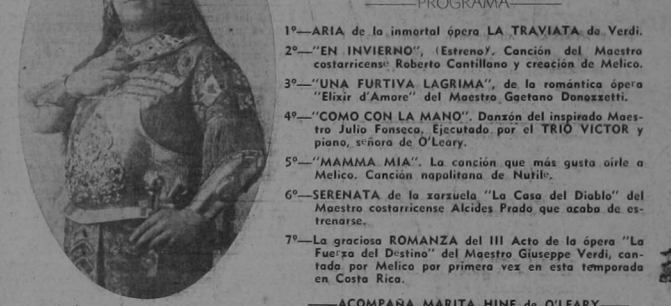 PROGRAMA
1º—ARIA de la inmortal ópera LA TRAVIATA de Verdi.
2º—"EN INVIERNO", (Estreno). Canción del Maestro
costarricense Roberto Cantillano y creación de Melico.
3º—"UNA FURTIVA LAGRIMA", de la romántica ópera
"Elixir d'Amore" del Maestro Gaetano Donozzetti.
4º—"COMO CON LA MANO". Danzón del inspirado Maes-
tro Julio Fonseca, Ejecutado por el TRIO VICTOR y
piano, señora de O'Leary.
5º—"MAMMA MIA". La canción que más gusta oírle a
Melico. Canción napolitana de Nutile.
6º—SERENATA de la zarzuela "La Casa del Diablo" del
Maestro costarricense Alcides Prado que acaba de es-
trenarse.
7º—La graciosa ROMANZA del III Acto de la ópera "La
Fuerza del Destino" del Maestro Giuseppe Verdi, can-
tada por Melico por primera vez en esta temporada
en Costa Rica.
ACOMPAÑA MARITA HINE de O'LEARY